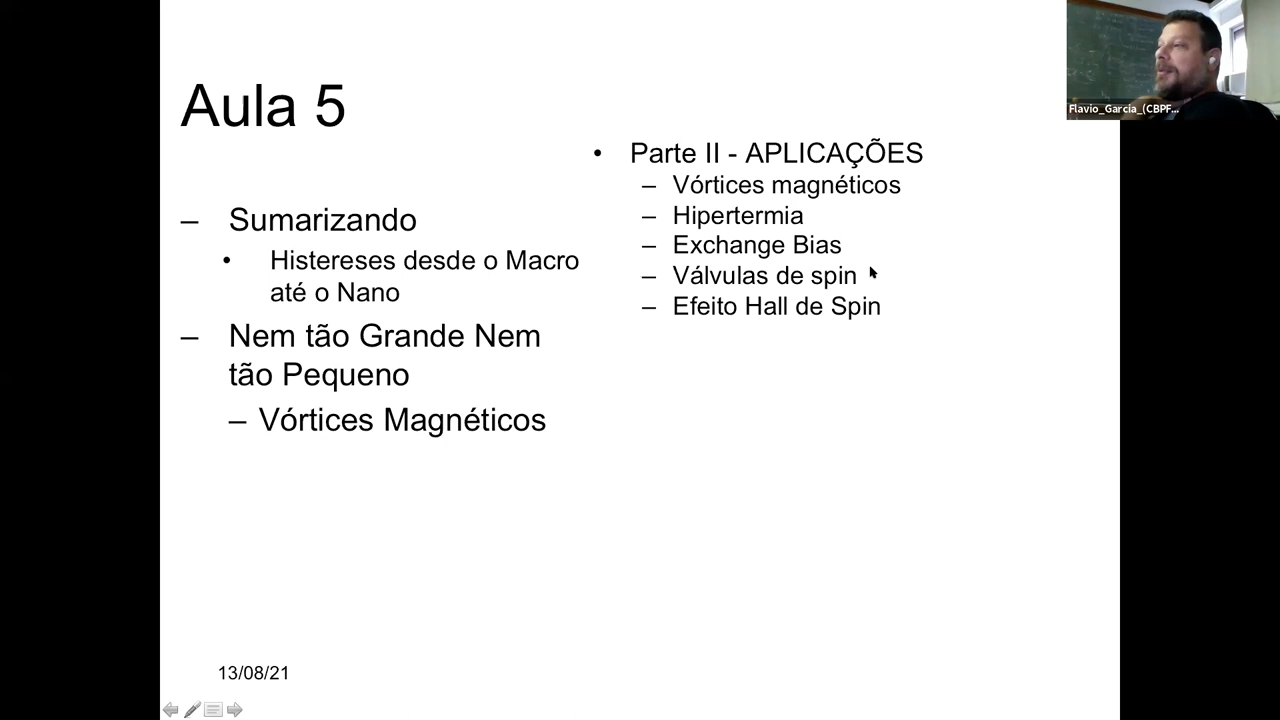 Aula 5
– Sumarizando
• Histereses desde o Macro
até o Nano
– Nem tão Grande Nem
tão Pequeno
– Vórtices Magnéticos
• Parte II - APLICAÇÕES
– Vórtices magnéticos
– Hipertermia
– Exchange Bias
– Válvulas de spin
– Efeito Hall de Spin
13/08/21
Flavio_Garcia_(CBPF...